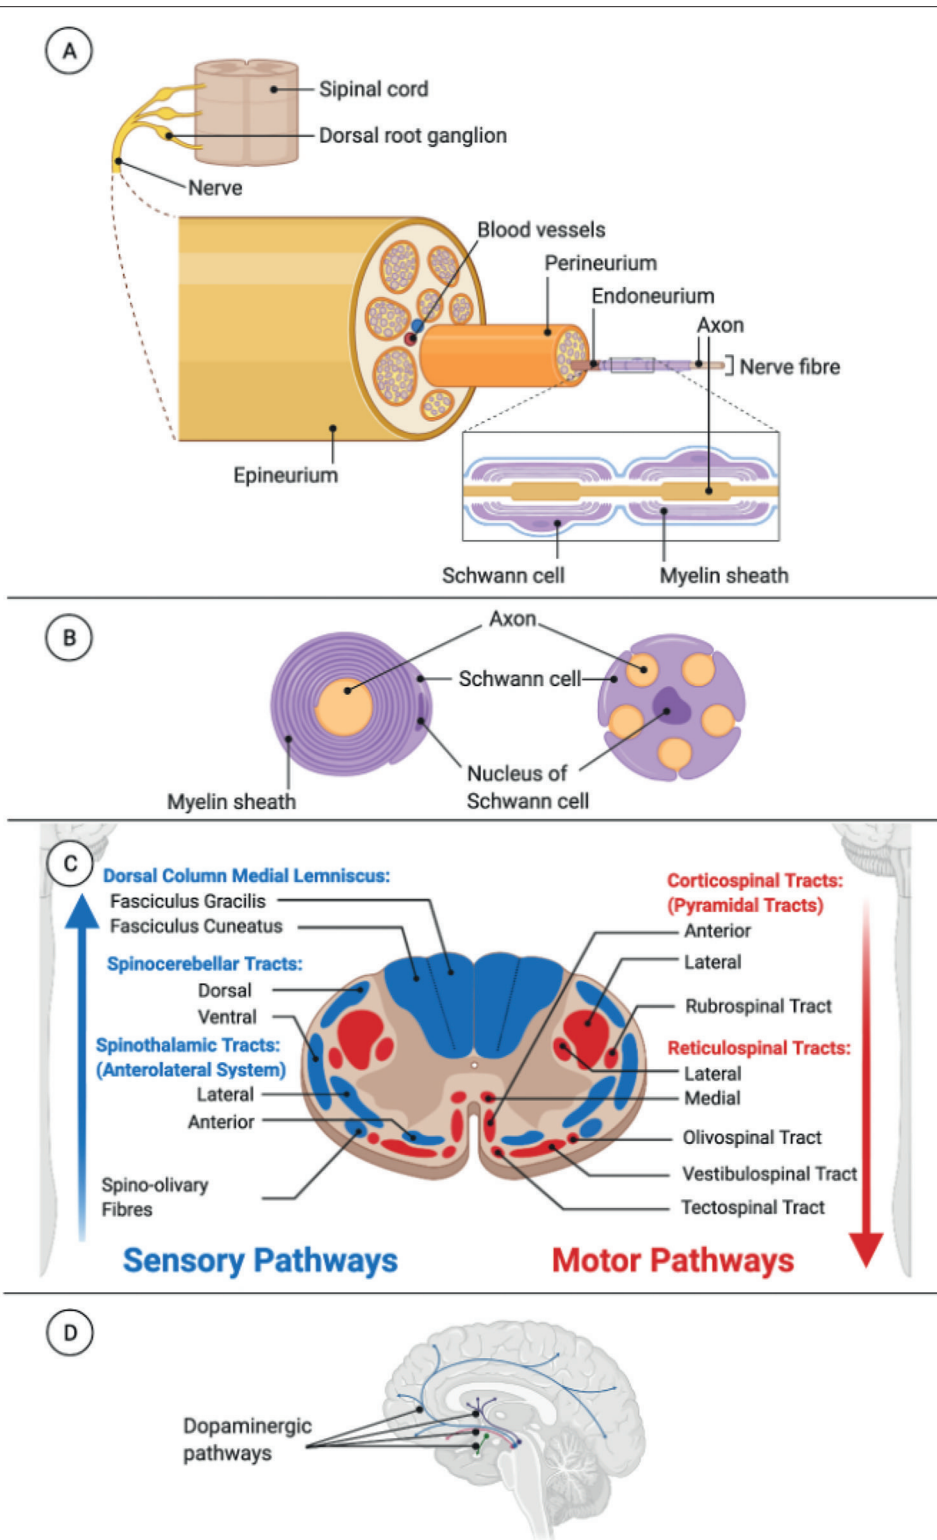 A
Sipinal cord
Dorsal root ganglion
Nerve
Blood vessels
Perineurium
Endoneurium
Axon
Nerve fibre
Epineurium
Schwann cell
Myelin sheath
B
Axon
Schwann cell
Nucleus of
Schwann cell
Myelin sheath
C
Dorsal Column Medial Lemniscus:
Fasciculus Gracilis
Fasciculus Cuneatus
Spinocerebellar Tracts:
Dorsal
Ventral
Spinothalamic Tracts:
(Anterolateral System)
Lateral
Anterior
Spino-olivary
Fibres
Sensory Pathways
Corticospinal Tracts:
(Pyramidal Tracts)
Anterior
Lateral
Rubrospinal Tract
Reticulospinal Tracts:
Lateral
Medial
Olivospinal Tract
Vestibulospinal Tract
Tectospinal Tract
Motor Pathways
D
Dopaminergic
pathways